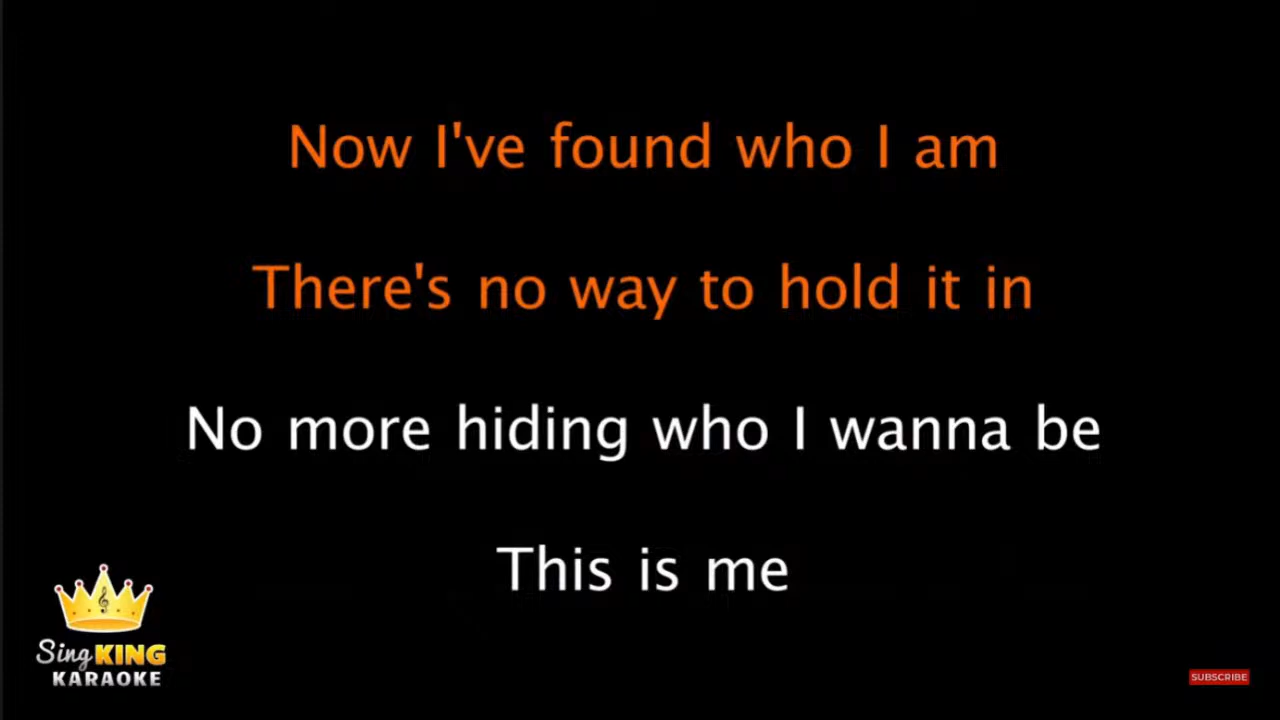 Now I've found who I am
There's no way to hold it in
No more hiding who I wanna be
This is me
Sing KING
KARAOKE
SUBSCRIBE